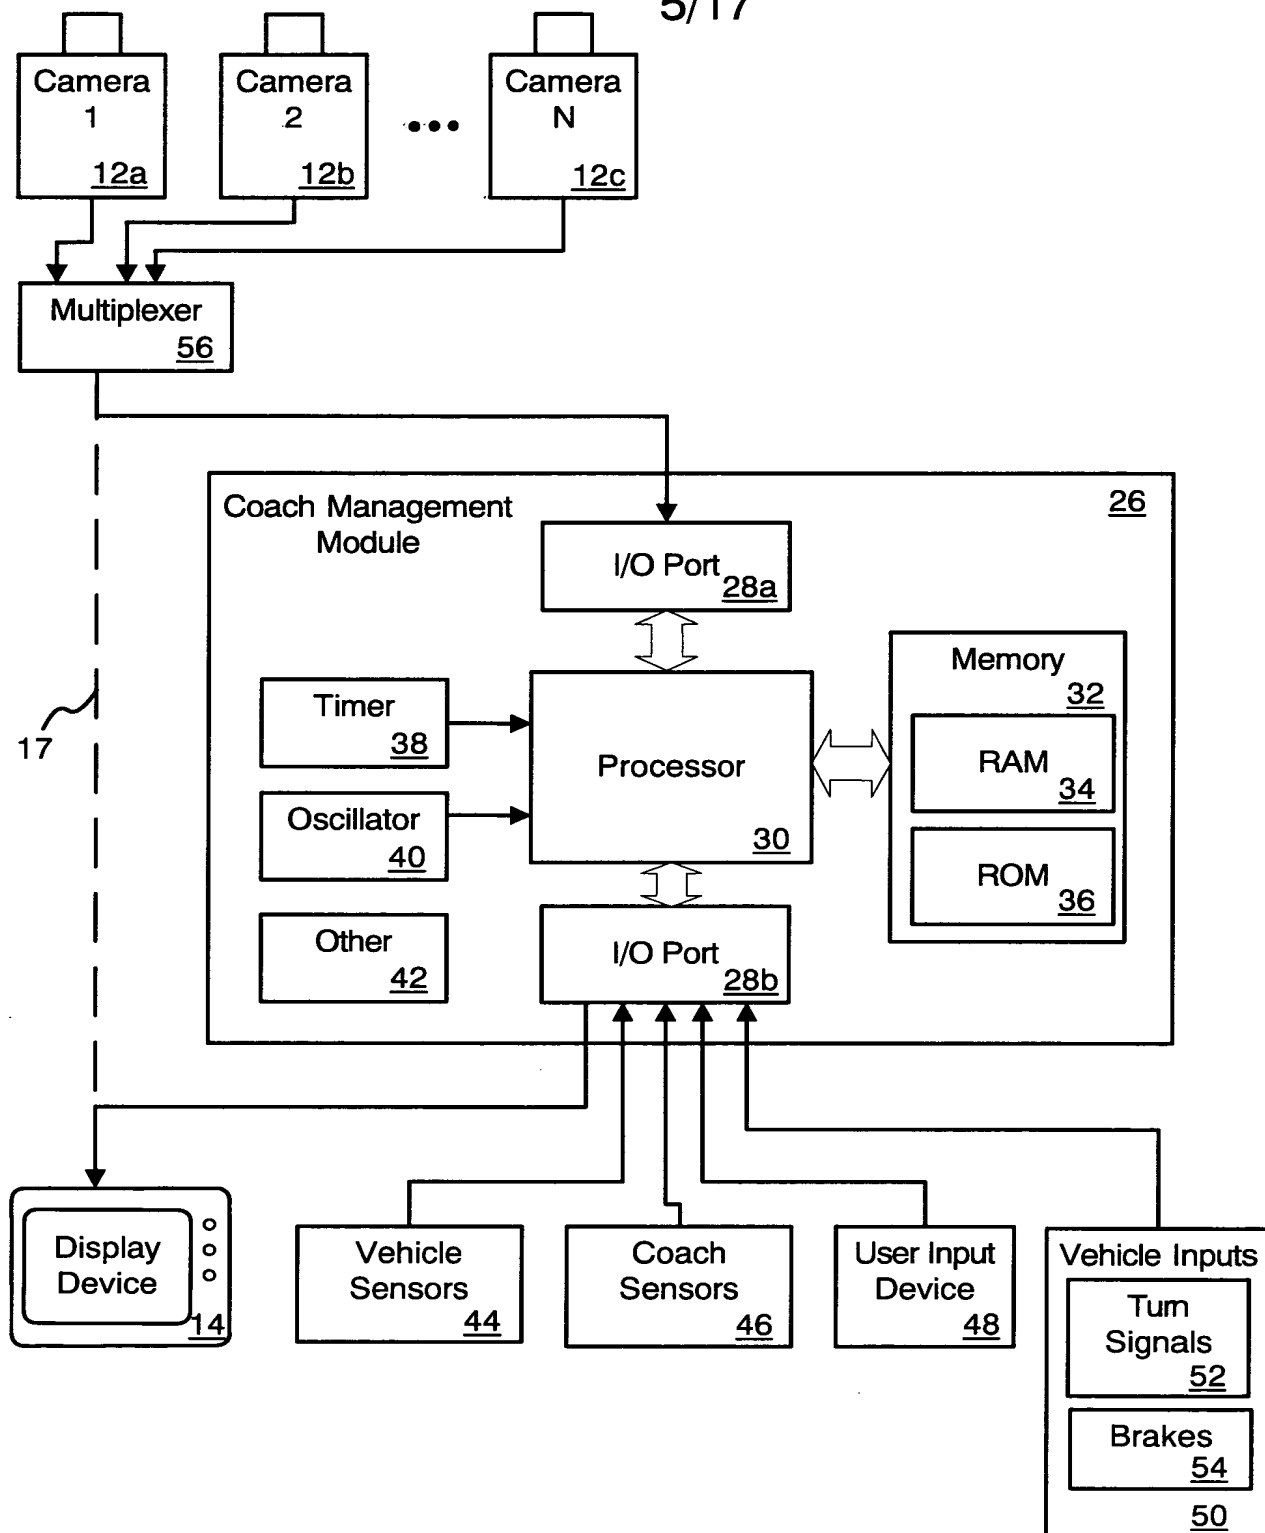 5/17
Camera
1
12a
Camera
2
12b
Camera
N
12c
Multiplexer
56
Coach Management
Module
26
I/O Port
28a
Memory
32
Timer
38
17
Processor
30
RAM
34
Oscillator
40
ROM
36
Other
42
I/O Port
28b
Display
Device
14
Vehicle
Sensors
44
Coach
Sensors
46
User Input
Device
48
Vehicle Inputs
Turn
Signals
52
Brakes
54
50